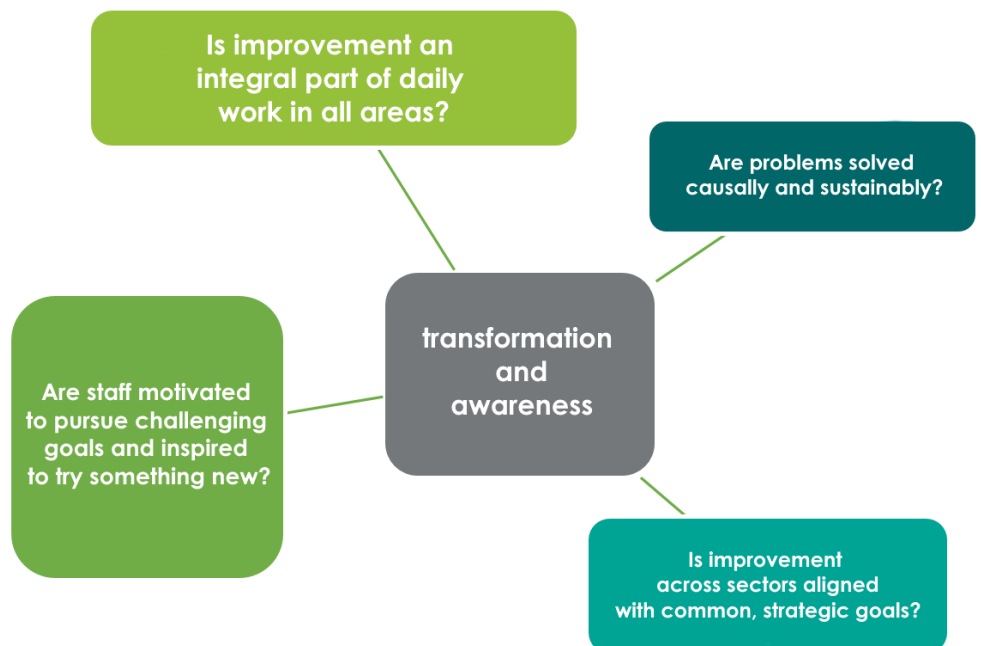 Is improvement an
integral part of daily
work in all areas?
Are problems solved
causally and sustainably?
transformation
and
awareness
Are staff motivated
to pursue challenging
goals and inspired
to try something new?
Is improvement
across sectors aligned
with common, strategic goals?